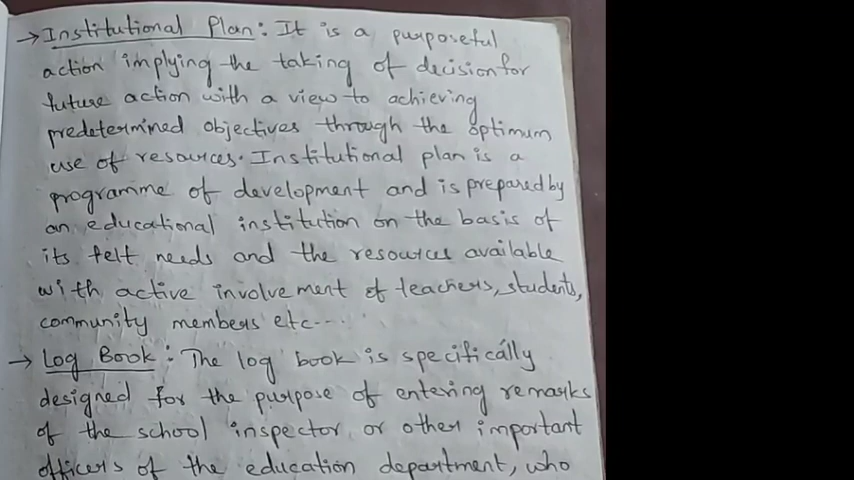 → Institutional Plan: It is a purposeful
action implying the taking of decision for
future action with a view to achieving
predetermined objectives through the optimum
use of resources. Institutional plan is a
programme of development and is prepared by
an educational institution on the basis of
its felt needs and the resources available
with active involvement of teachers, students,
community members etc....
→ Log Book: The log book is specifically
designed for the purpose of entering remarks
of the school inspector or other important
officers of the education department, who